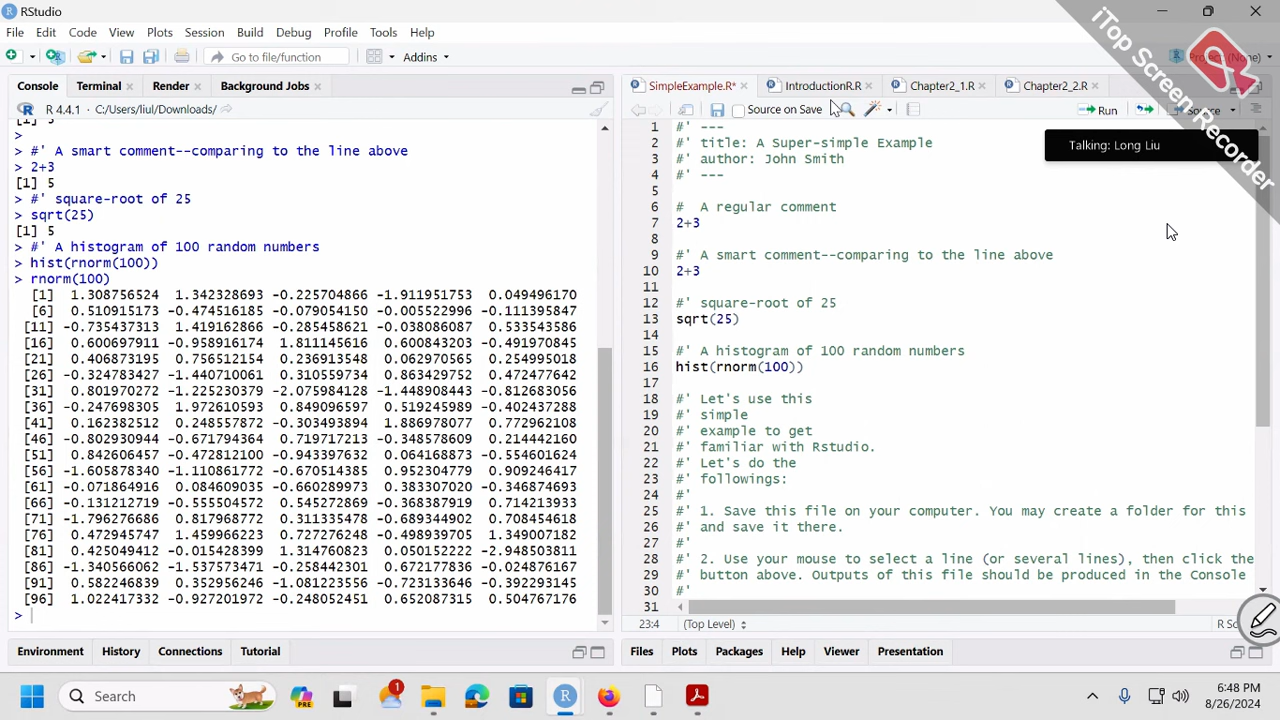 RStudio
File Edit Code View Plots Session Build Debug Profile Tools Help
Go to file/function
Addins
iTop Screen Recorder
Console Terminal Render Background Jobs
R 4.4.1 · C:/Users/liul/Downloads/
[1] 5
>
> #' A smart comment--comparing to the line above
> 2+3
[1] 5
> #' square-root of 25
> sqrt(25)
[1] 5
> #' A histogram of 100 random numbers
> hist(rnorm(100))
> rnorm(100)
[1] 1.308756524 1.342328693 -0.225704866 -1.911951753 0.049496170
[6] 0.510915173 -0.474516185 -0.079054150 -0.005522996 -0.111395847
[11] -0.735437313 1.419162866 -0.285458621 -0.038086087 0.533543586
[16] 0.600697911 -0.958916174 1.811145616 0.600843203 -0.491970845
[21] 0.406873195 0.756512154 0.236913548 0.062970565 0.254995018
[26] -0.324783427 -1.440710061 0.310559734 0.863429752 0.472477642
[31] 0.801970272 -1.225230379 -2.075984128 -1.448908443 -0.812683056
[36] -0.247698305 1.972610593 0.849096597 0.519245989 -0.402437288
[41] 0.162382512 0.248557872 -0.303493894 1.886978077 0.772962108
[46] -0.802930944 -0.671794364 0.719717213 -0.348578609 0.214442160
[51] 0.842606457 -0.472812100 -0.943397632 0.064168873 -0.554601624
[56] -1.605878340 -1.110861772 -0.670514385 0.952304779 0.909246417
[61] -0.071864916 0.084609035 -0.660289973 0.383307020 -0.346874693
[66] -0.131212719 -0.555504572 0.545272869 -0.368387919 0.714213933
[71] -1.796276686 0.817968772 0.311335478 -0.689344902 0.708454618
[76] 0.472945747 1.459966223 0.727276248 -0.498939705 1.349007182
[81] 0.425049412 -0.015428399 1.314760823 0.050152222 -2.948503811
[86] -1.340566062 -1.537573471 -0.258442301 0.672177836 -0.024876167
[91] 0.582246839 0.352956246 -1.081223556 -0.723133646 -0.392293145
[96] 1.022417332 -0.927201972 -0.248052451 0.652087315 0.504767176
>
Environment History Connections Tutorial
SimpleExample.R* IntroductionR.R Chapter2_1.R Chapter2_2.R
Source on Save Run Source
Talking: Long Liu
1 #' ---
2 #' title: A Super-simple Example
3 #' author: John Smith
4 #' ---
5
6 #  A regular comment
7 2+3
8
9 #' A smart comment--comparing to the line above
10 2+3
11
12 #' square-root of 25
13 sqrt(25)
14
15 #' A histogram of 100 random numbers
16 hist(rnorm(100))
17
18 #' Let's use this
19 #' simple
20 #' example to get
21 #' familiar with Rstudio.
22 #' Let's do the
23 #' followings:
24 #'
25 #' 1. Save this file on your computer. You may create a folder for this
26 #' and save it there.
27 #'
28 #' 2. Use your mouse to select a line (or several lines), then click the
29 #' button above. Outputs of this file should be produced in the Console
30 #'
31
23:4 (Top Level) R Sc
Files Plots Packages Help Viewer Presentation
Search
PRE
1
6:48 PM
8/26/2024